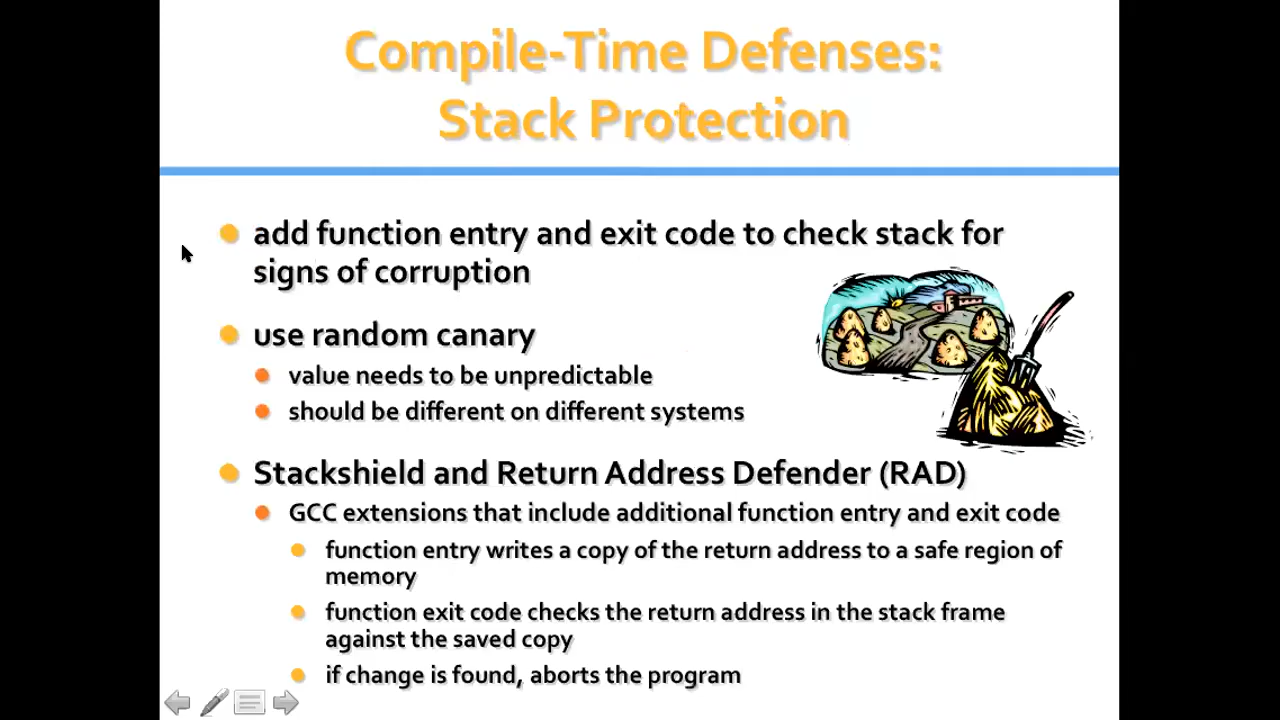 Compile-Time Defenses:
Stack Protection
add function entry and exit code to check stack for
signs of corruption
use random canary
value needs to be unpredictable
should be different on different systems
Stackshield and Return Address Defender (RAD)
GCC extensions that include additional function entry and exit code
function entry writes a copy of the return address to a safe region of
memory
function exit code checks the return address in the stack frame
against the saved copy
if change is found, aborts the program